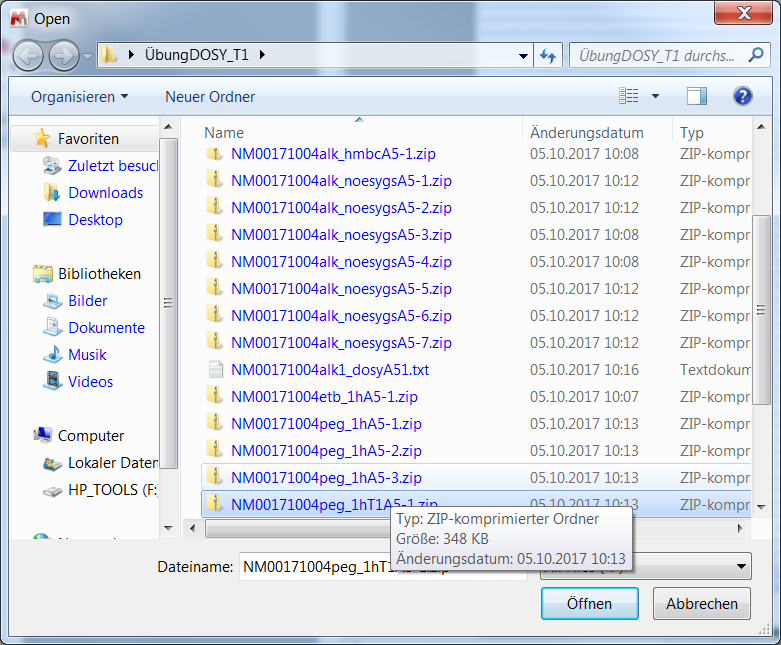 Open
ÜbungDOSY_T1
ÜbungDOSY_T1 durchs...
Organisieren
Neuer Ordner
Name Änderungsdatum Typ
Favoriten
Zuletzt besucl
Downloads
Desktop
Bibliotheken
Bilder
Dokumente
Musik
Videos
Computer
Lokaler Daten
HP_TOOLS (F:
NM00171004alk_hmbcA5-1.zip 05.10.2017 10:08 ZIP-kompr
NM00171004alk_noesygsA5-1.zip 05.10.2017 10:12 ZIP-kompr
NM00171004alk_noesygsA5-2.zip 05.10.2017 10:12 ZIP-kompr
NM00171004alk_noesygsA5-3.zip 05.10.2017 10:08 ZIP-kompr
NM00171004alk_noesygsA5-4.zip 05.10.2017 10:08 ZIP-kompr
NM00171004alk_noesygsA5-5.zip 05.10.2017 10:12 ZIP-kompr
NM00171004alk_noesygsA5-6.zip 05.10.2017 10:12 ZIP-kompr
NM00171004alk_noesygsA5-7.zip 05.10.2017 10:12 ZIP-kompr
NM00171004alk1_dosyA51.txt 05.10.2017 10:16 Textdokum
NM00171004etb_1hA5-1.zip 05.10.2017 10:07 ZIP-kompr
NM00171004peg_1hA5-1.zip 05.10.2017 10:13 ZIP-kompr
NM00171004peg_1hA5-2.zip 05.10.2017 10:13 ZIP-kompr
NM00171004peg_1hA5-3.zip 05.10.2017 10:13 ZIP-kompr
NM00171004peg_1hT1A5-1.zip 05.10.2017 10:13 ZIP-kompr
Typ: ZIP-komprimierter Ordner
Größe: 348 KB
Änderungsdatum: 05.10.2017 10:13
Dateiname: NM00171004peg_1hT1A5-1.zip
Öffnen
Abbrechen